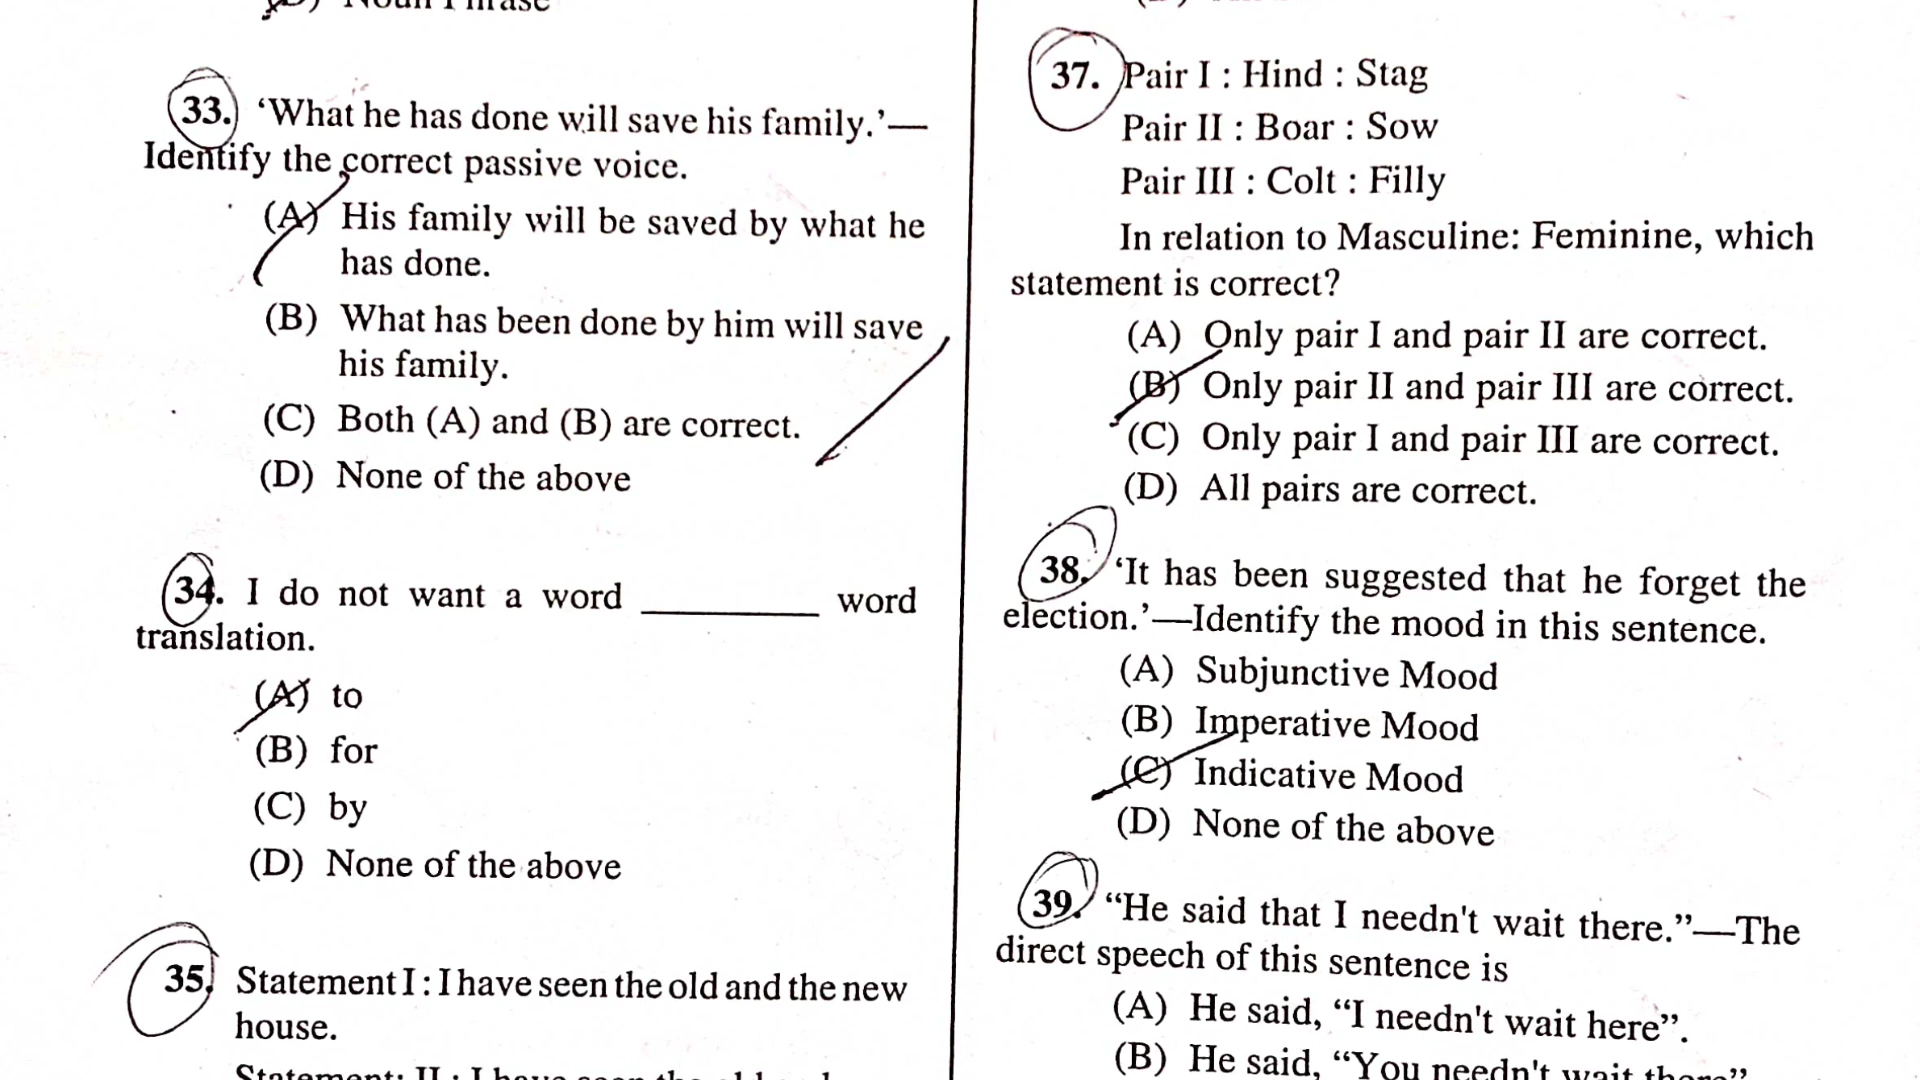 Noun Phrase
33. ‘What he has done will save his family.’—
Identify the correct passive voice.
(A) His family will be saved by what he
has done.
(B) What has been done by him will save
his family.
(C) Both (A) and (B) are correct.
(D) None of the above
34. I do not want a word ________ word
translation.
(A) to
(B) for
(C) by
(D) None of the above
35. Statement I : I have seen the old and the new
house.
37. Pair I : Hind : Stag
Pair II : Boar : Sow
Pair III : Colt : Filly
In relation to Masculine: Feminine, which
statement is correct?
(A) Only pair I and pair II are correct.
(B) Only pair II and pair III are correct.
(C) Only pair I and pair III are correct.
(D) All pairs are correct.
38. ‘It has been suggested that he forget the
election.’—Identify the mood in this sentence.
(A) Subjunctive Mood
(B) Imperative Mood
(C) Indicative Mood
(D) None of the above
39. “He said that I needn't wait there.”—The
direct speech of this sentence is
(A) He said, “I needn't wait here”.
(B) He said, “You needn't wait there”